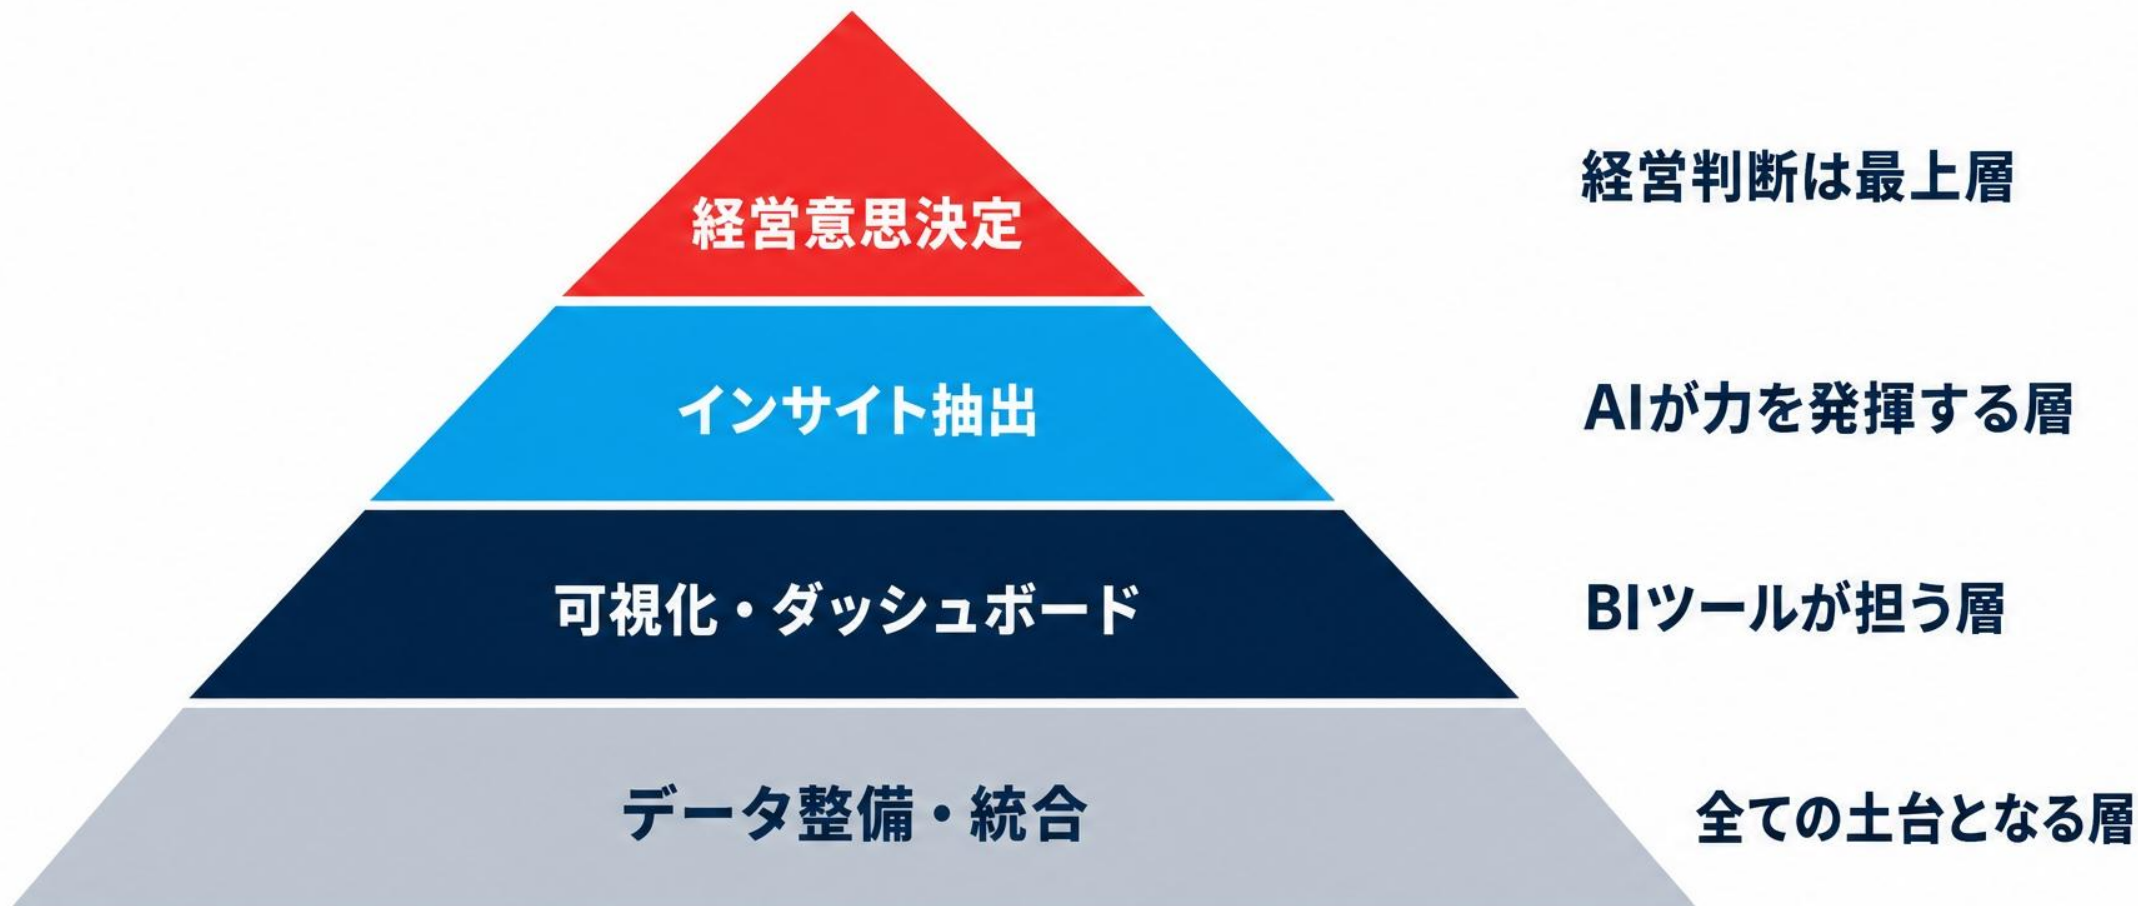 経営意思決定
経営判断は最上層
インサイト抽出
AIが力を発揮する層
可視化・ダッシュボード
BIツールが担う層
データ整備・統合
全ての土台となる層